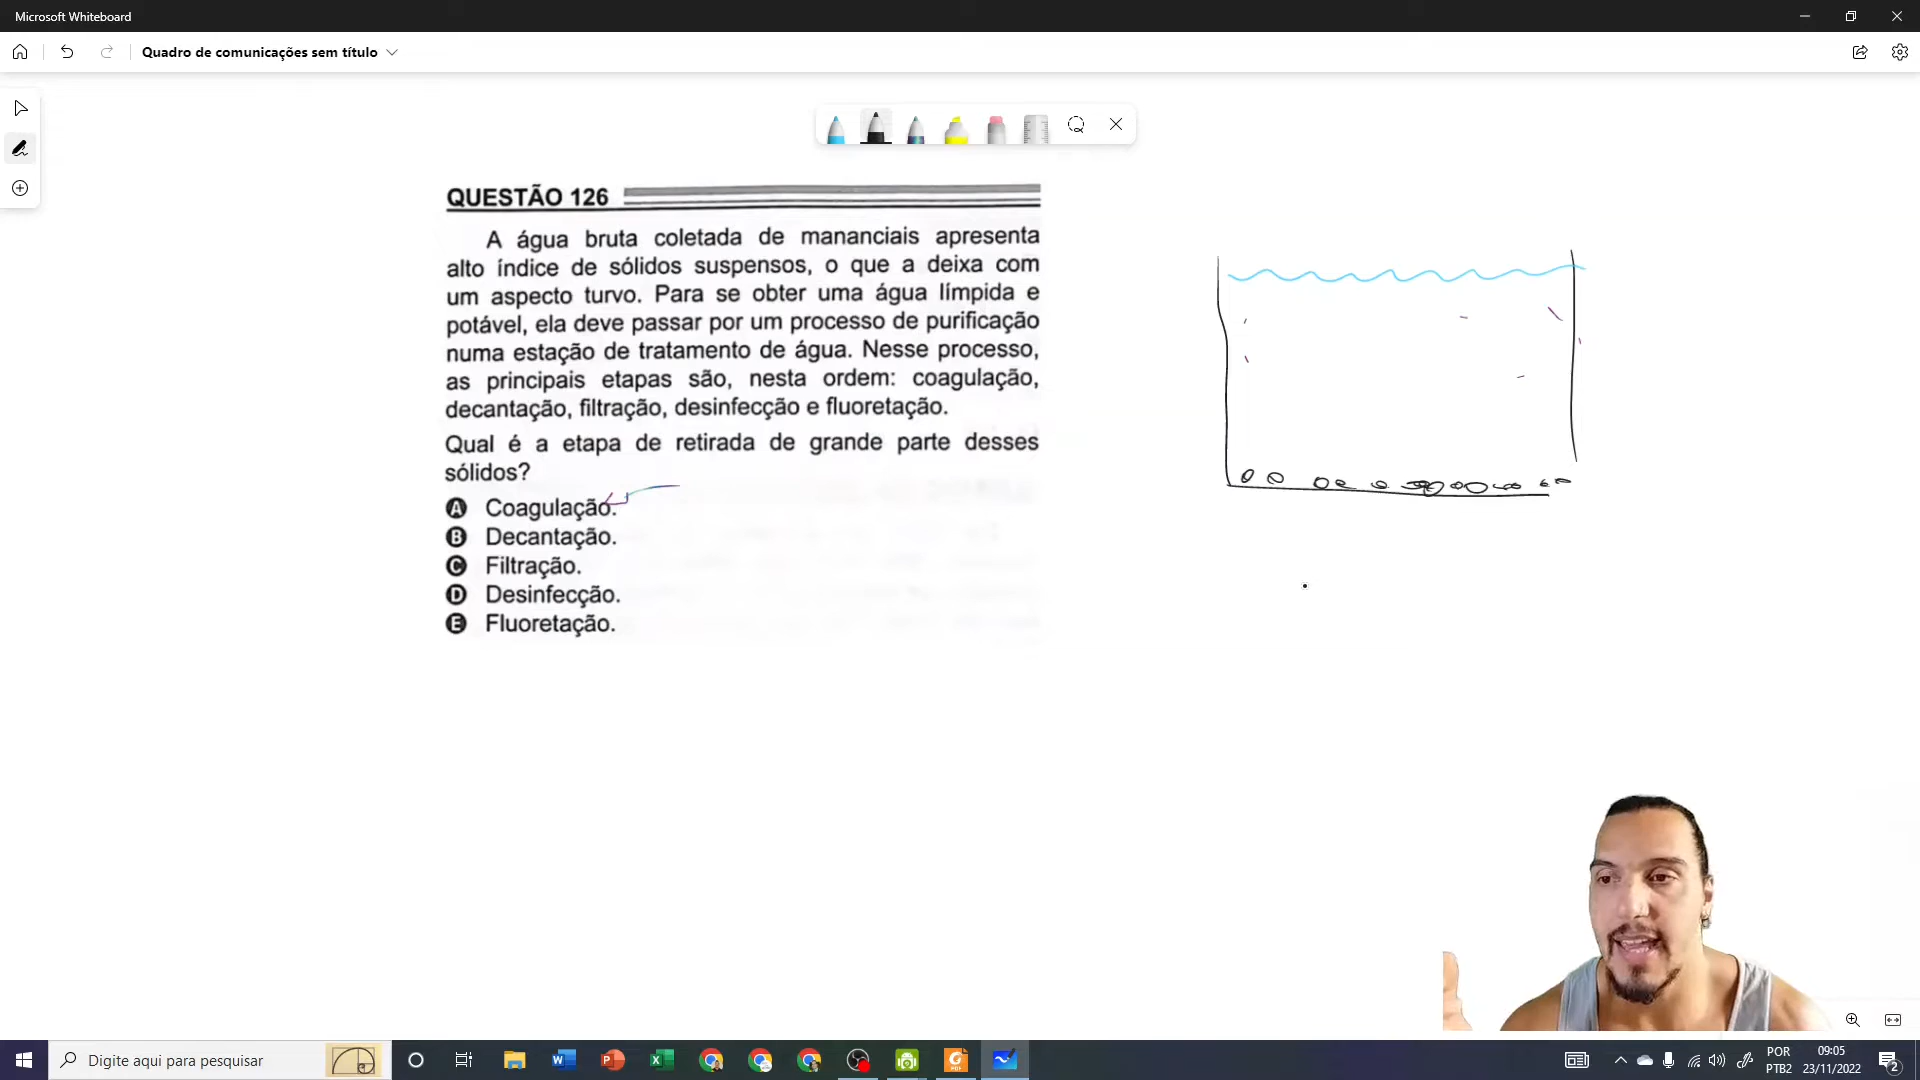 Microsoft Whiteboard
Quadro de comunicações sem título
QUESTÃO 126
A água bruta coletada de mananciais apresenta
alto índice de sólidos suspensos, o que a deixa com
um aspecto turvo. Para se obter uma água límpida e
potável, ela deve passar por um processo de purificação
numa estação de tratamento de água. Nesse processo,
as principais etapas são, nesta ordem: coagulação,
decantação, filtração, desinfecção e fluoretação.
Qual é a etapa de retirada de grande parte desses
sólidos?
A Coagulação.
B Decantação.
C Filtração.
D Desinfecção.
E Fluoretação.
Digite aqui para pesquisar
POR
PTB2
09:05
23/11/2022
2